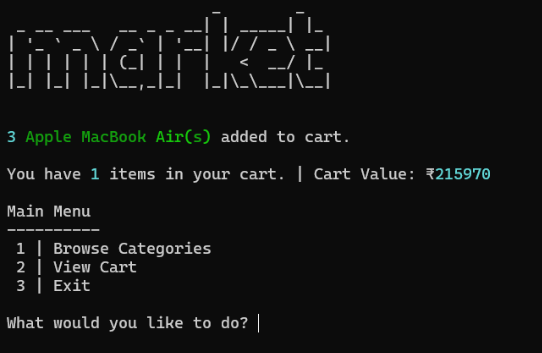 market
3 Apple MacBook Air(s) added to cart.
You have 1 items in your cart. | Cart Value: ₹215970
Main Menu
----------
1 | Browse Categories
2 | View Cart
3 | Exit
What would you like to do?